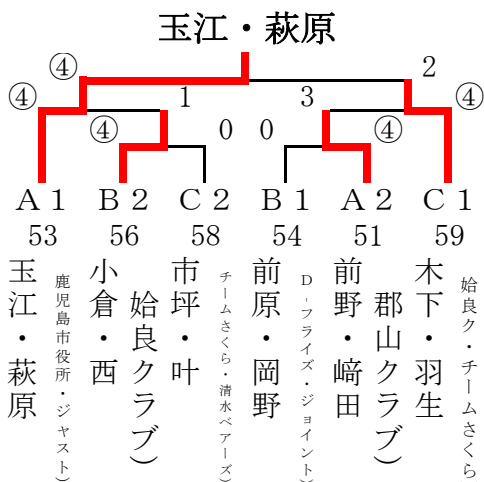 玉江・萩原
④ 2
④ 1 3 ④
④ 0 0 ④
A1 B2 C2 B1 A2 C1
53 56 58 54 51 59
玉江・萩原
鹿児島市役所・ジャスト)
小倉・西
姶良クラブ)
市坪・叶
チームさくら・清水ベアーズ)
前原・岡野
D-フライズ・ジョイント)
前野・﨑田
郡山クラブ)
木下・羽生
姶良ク・チームさくら